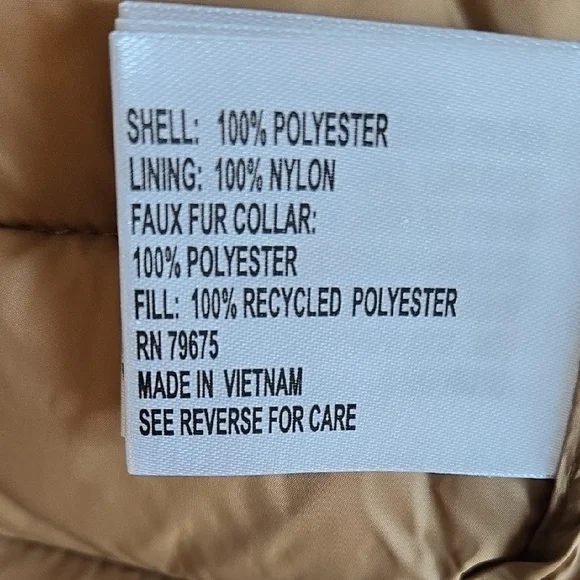 SHELL: 100% POLYESTER
LINING: 100% NYLON
FAUX FUR COLLAR:
100% POLYESTER
FILL: 100% RECYCLED POLYESTER
RN 79675
MADE IN VIETNAM
SEE REVERSE FOR CARE